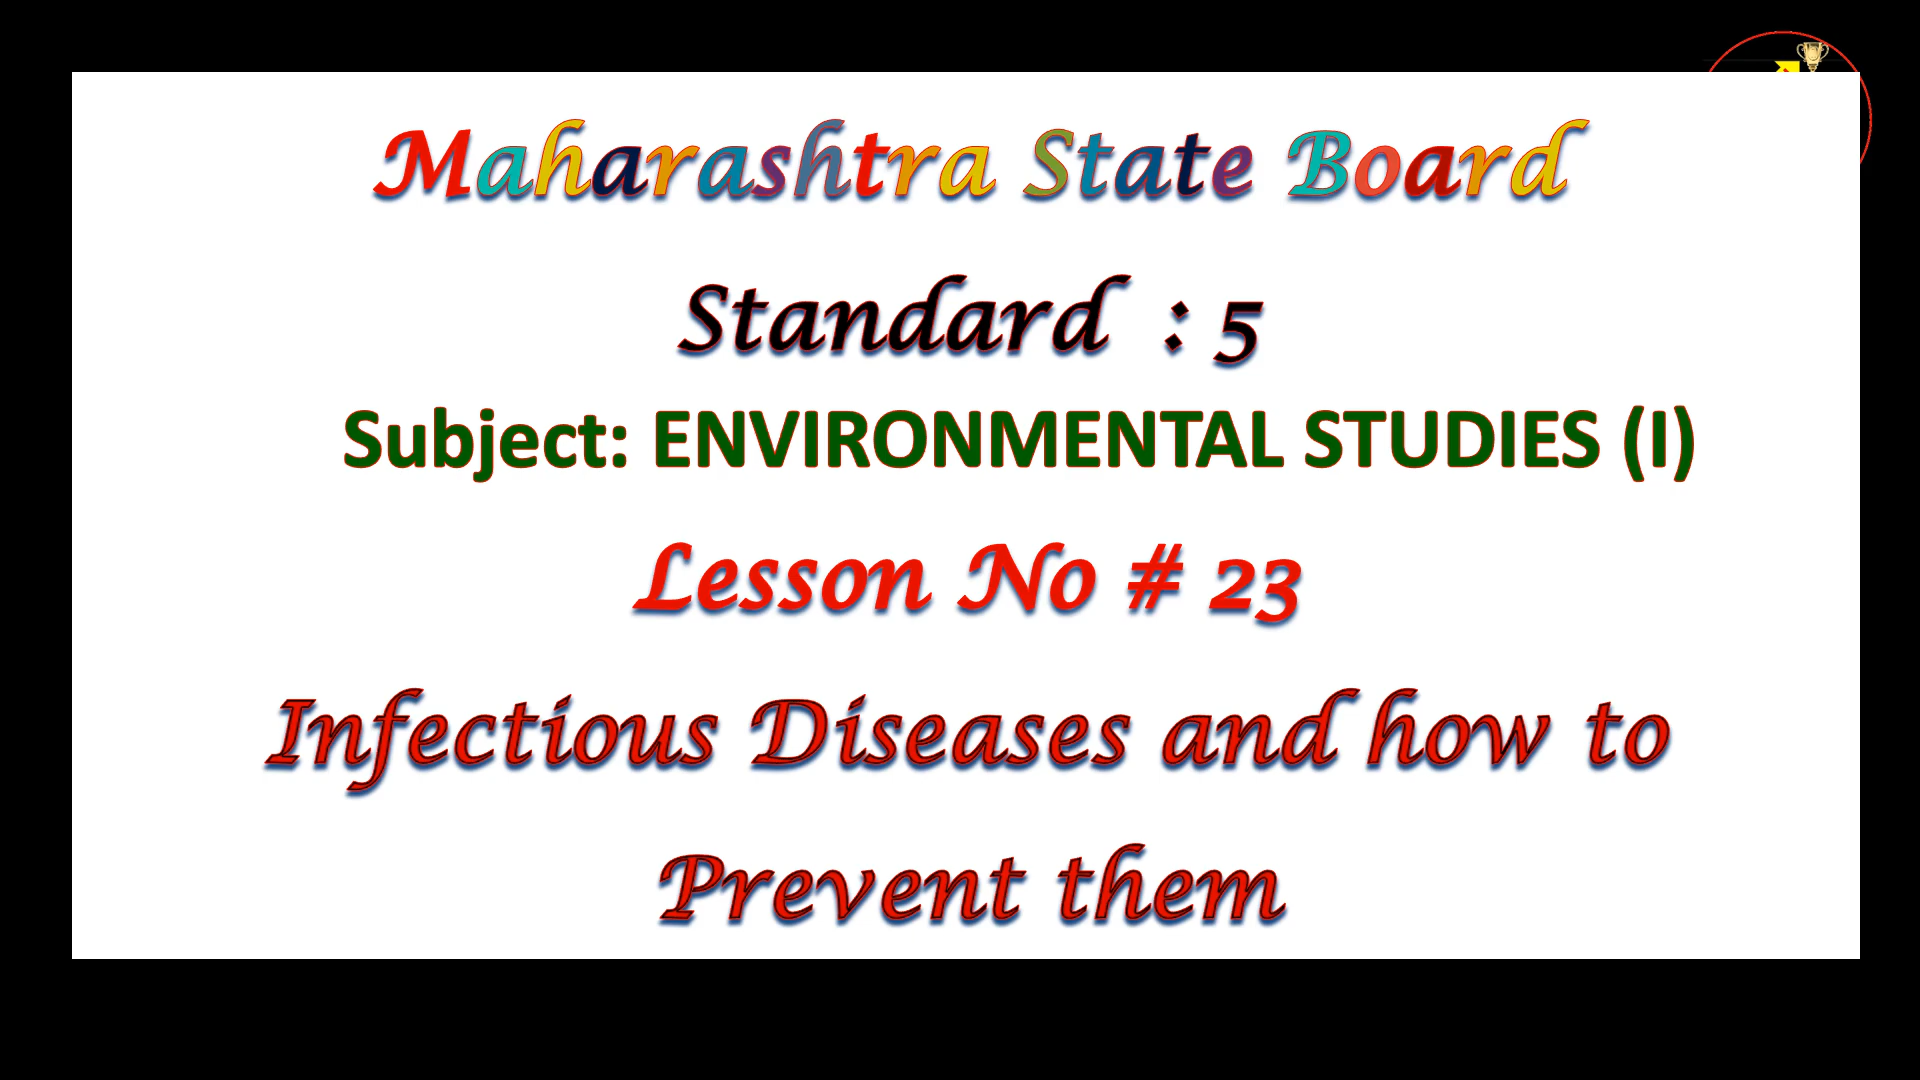 Maharashtra State Board
Standard : 5
Subject: ENVIRONMENTAL STUDIES (I)
Lesson No # 23
Infectious Diseases and how to
Prevent them